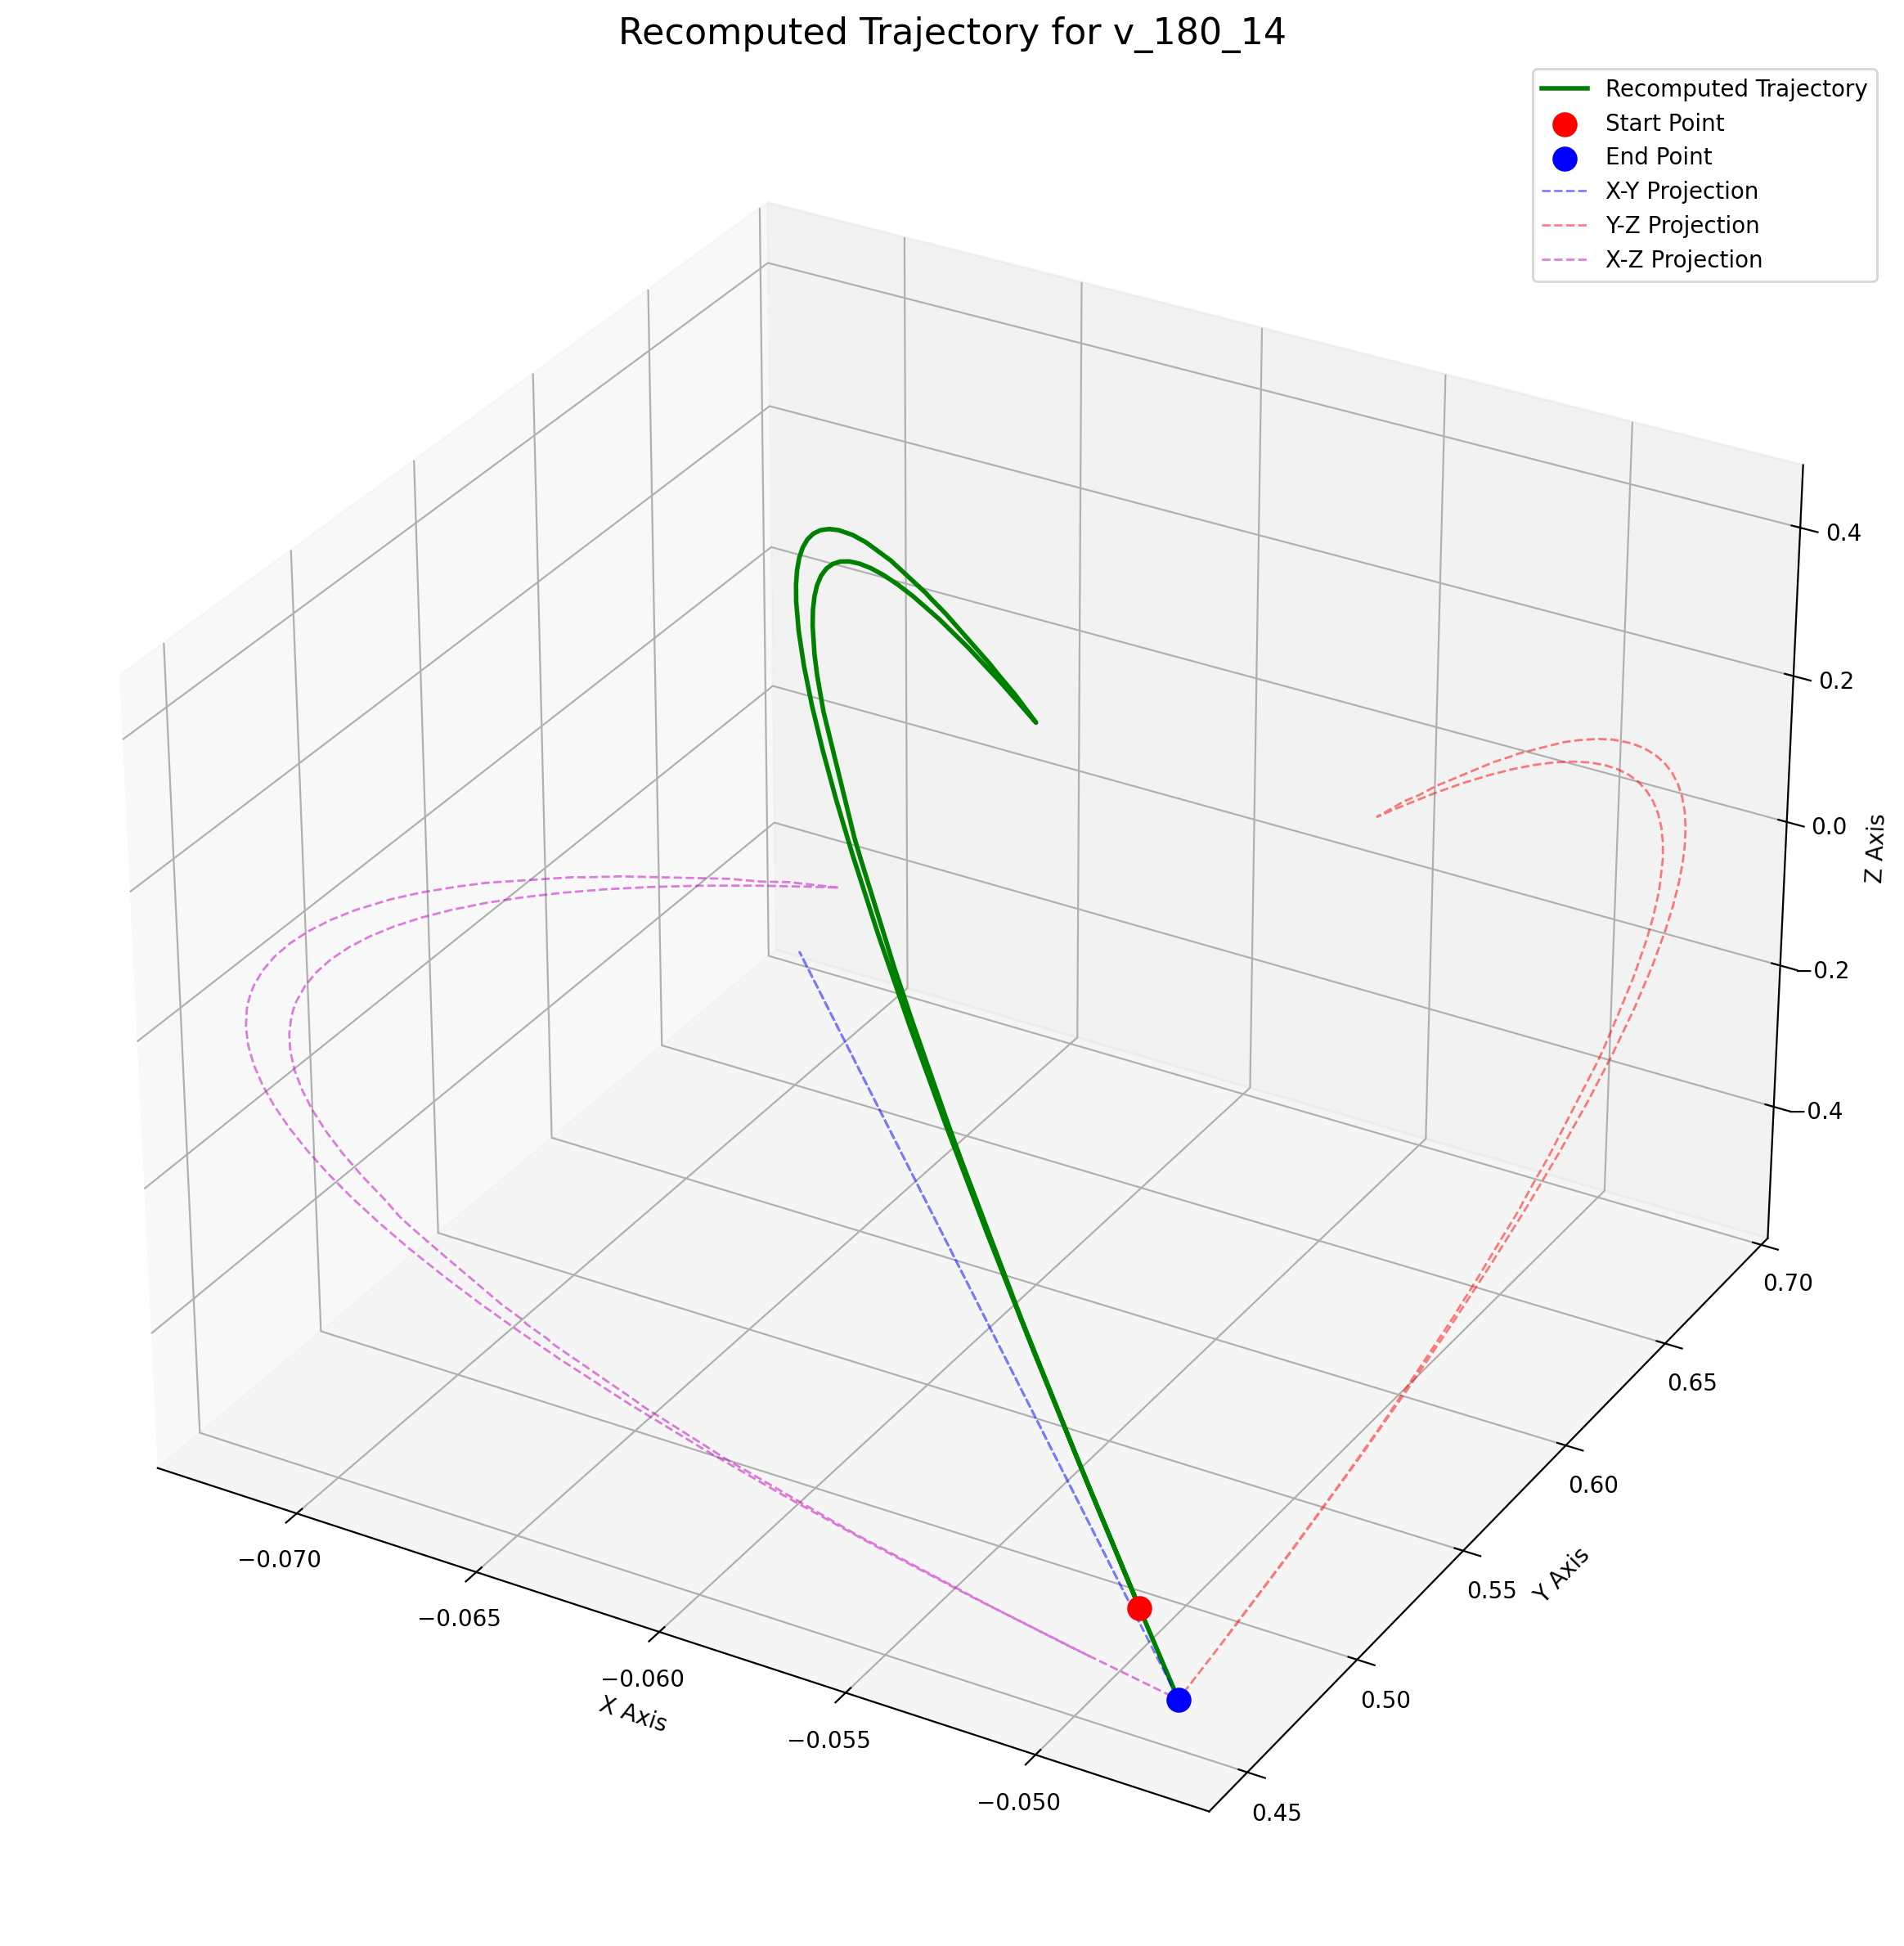 Recomputed Trajectory for v_180_14
Recomputed Trajectory
Start Point
End Point
X-Y Projection
Y-Z Projection
X-Z Projection
0.4
0.2
0.0
−0.2
−0.4
Z Axis
0.70
0.65
0.60
0.55
0.50
0.45
Y Axis
−0.070
−0.065
−0.060
−0.055
−0.050
X Axis